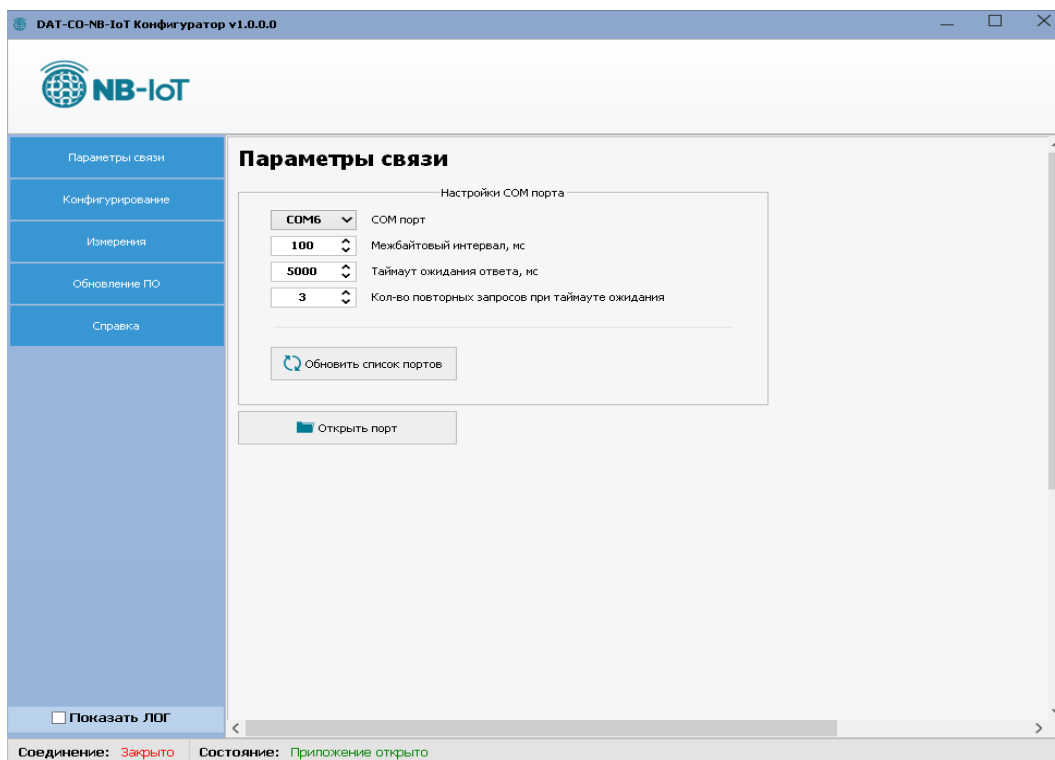 DAT-CO-NB-IoT Конфигуратор v1.0.0.0
NB-IoT
Параметры связи
Конфигурирование
Измерения
Обновление ПО
Справка
Параметры связи
Настройки COM порта
COM6 COM порт
100 Межбайтовый интервал, мс
5000 Таймаут ожидания ответа, мс
3 Кол-во повторных запросов при таймауте ожидания
Обновить список портов
Открыть порт
Показать ЛОГ
Соединение: Закрыто Состояние: Приложение открыто